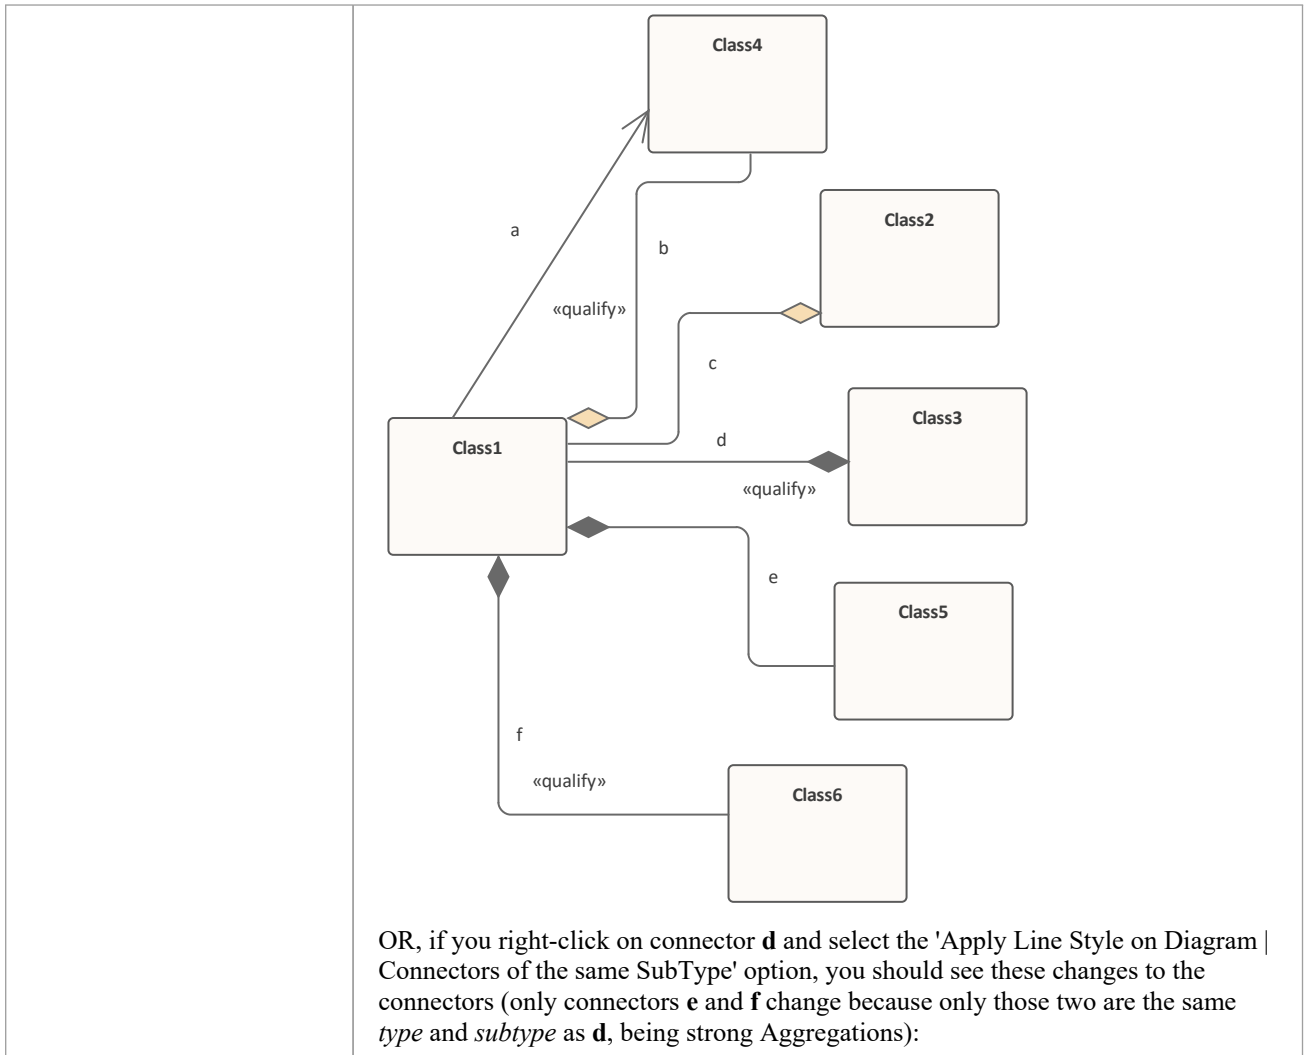 Class4
Class2
a
b
«qualify»
c
Class3
d
Class1
«qualify»
e
Class5
f
«qualify»
Class6
OR, if you right-click on connector d and select the 'Apply Line Style on Diagram |
Connectors of the same SubType' option, you should see these changes to the
connectors (only connectors e and f change because only those two are the same
type and subtype as d, being strong Aggregations):